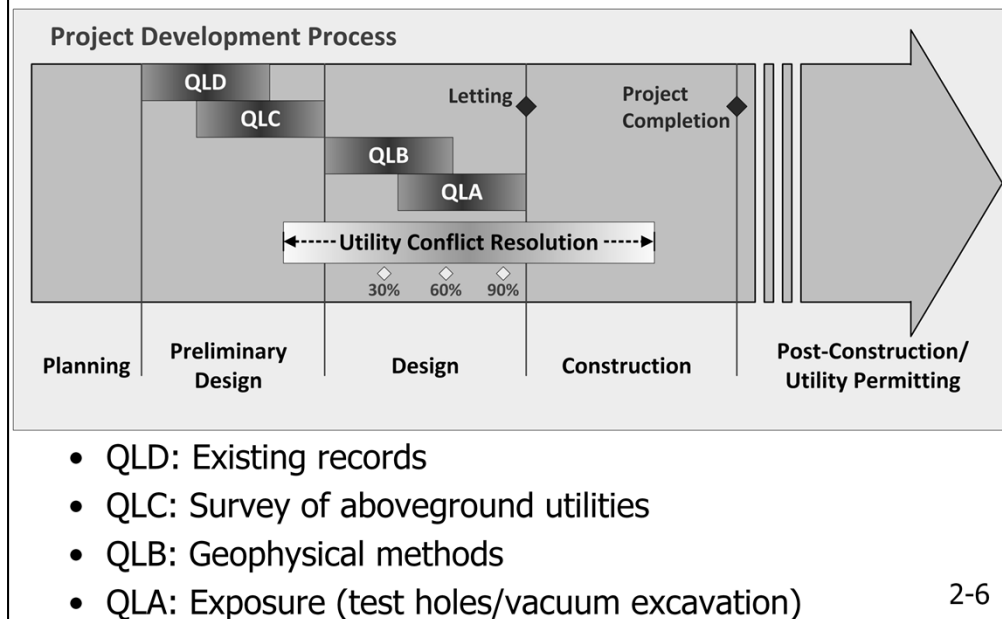 Project Development Process
QLD
QLC
Letting
Project
Completion
QLB
QLA
Utility Conflict Resolution
30% 60% 90%
Planning
Preliminary
Design
Design
Construction
Post-Construction/
Utility Permitting
• QLD: Existing records
• QLC: Survey of aboveground utilities
• QLB: Geophysical methods
• QLA: Exposure (test holes/vacuum excavation)
2-6